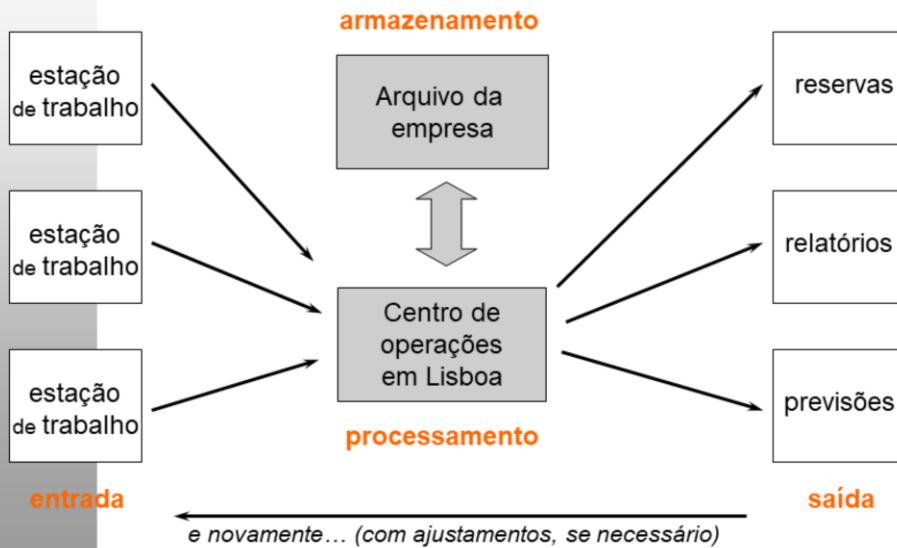 armazenamento
estação
de trabalho
Arquivo da
empresa
reservas
estação
de trabalho
relatórios
Centro de
operações
em Lisboa
estação
de trabalho
previsões
processamento
entrada
saída
e novamente... (com ajustamentos, se necessário)